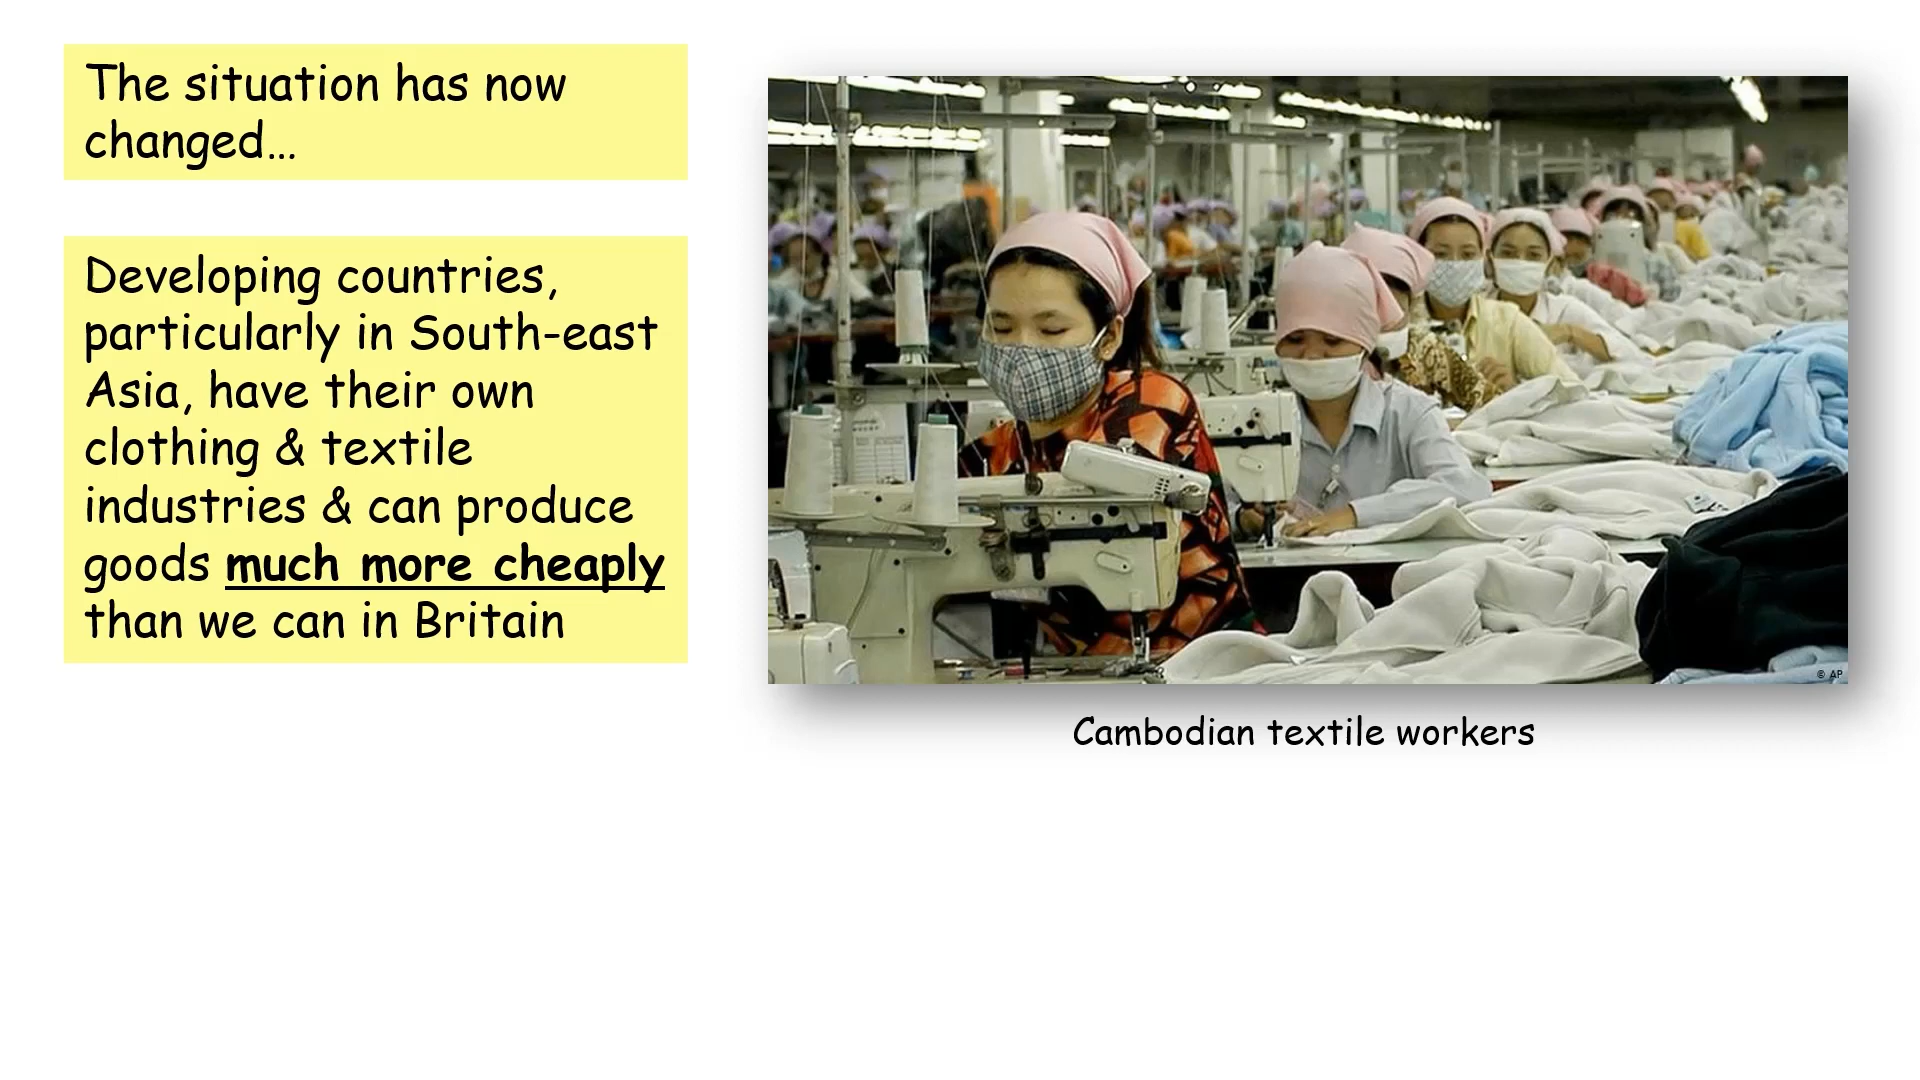 The situation has now
changed…
Developing countries,
particularly in South-east
Asia, have their own
clothing & textile
industries & can produce
goods much more cheaply
than we can in Britain
© AP
Cambodian textile workers